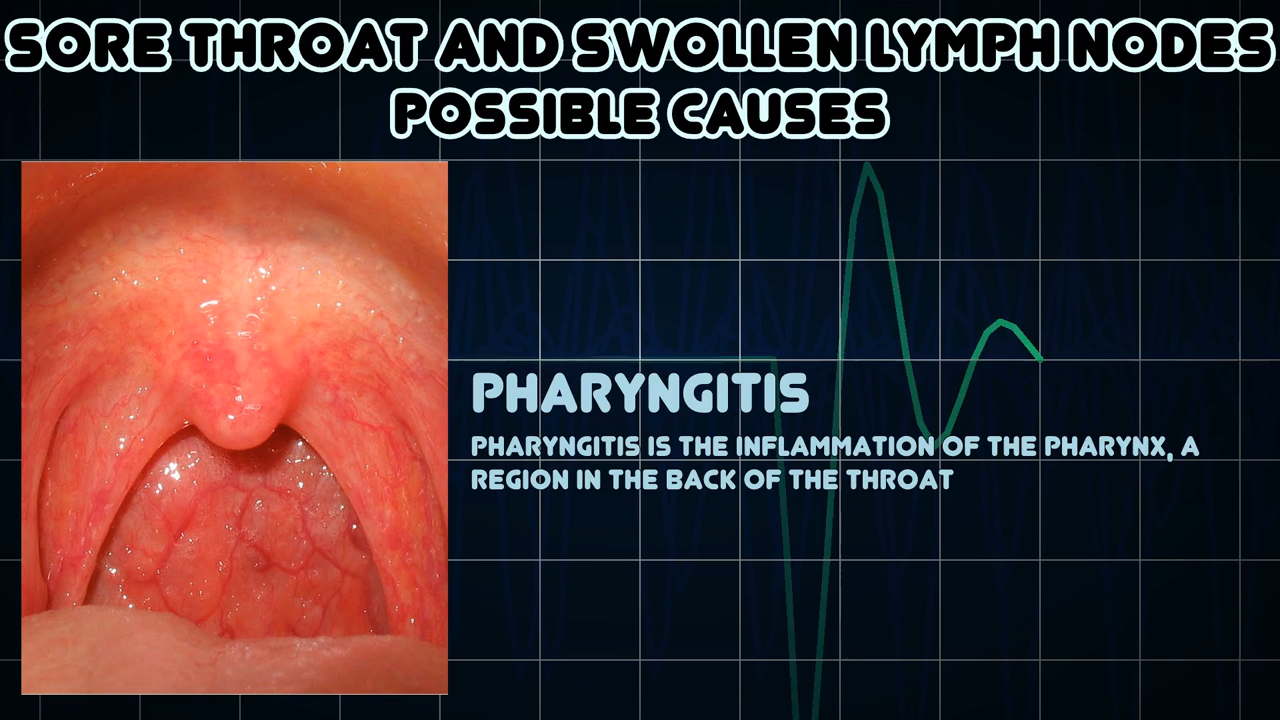 SORE THROAT AND SWOLLEN LYMPH NODES
POSSIBLE CAUSES
PHARYNGITIS
PHARYNGITIS IS THE INFLAMMATION OF THE PHARYNX, A
REGION IN THE BACK OF THE THROAT